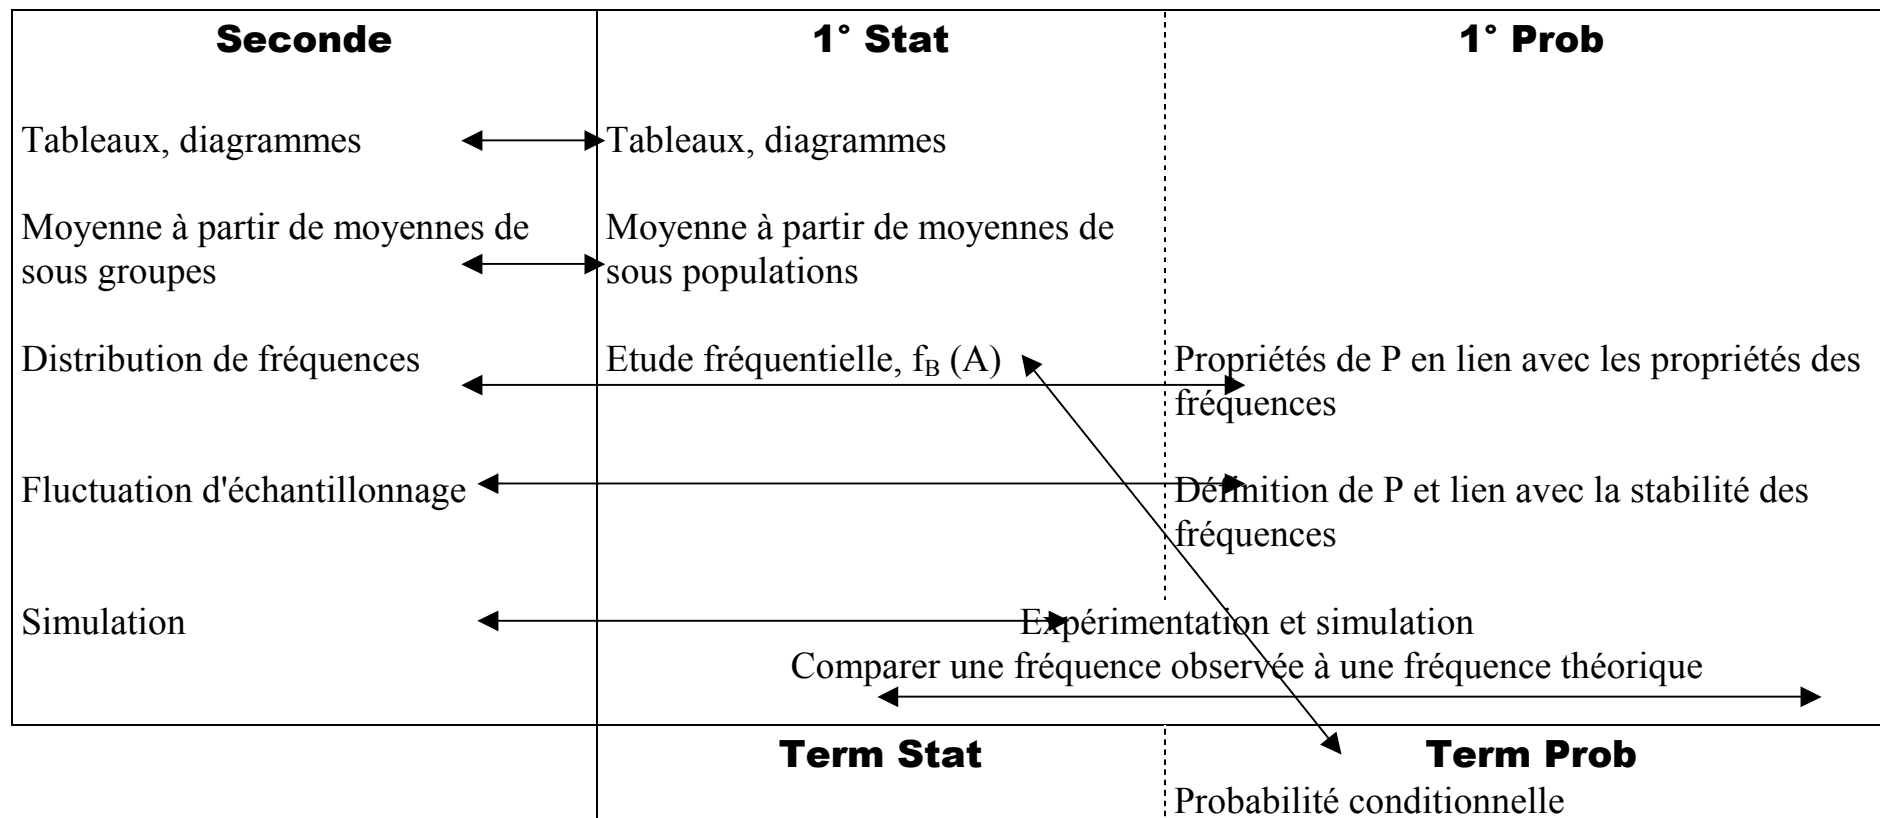 Seconde
1° Stat
1° Prob
Tableaux, diagrammes
Tableaux, diagrammes
Moyenne à partir de moyennes de
sous groupes
Moyenne à partir de moyennes de
sous populations
Distribution de fréquences
Etude fréquentielle, f_B (A)
Propriétés de P en lien avec les propriétés des
fréquences
Fluctuation d'échantillonnage
Définition de P et lien avec la stabilité des
fréquences
Simulation
Expérimentation et simulation
Comparer une fréquence observée à une fréquence théorique
Term Stat
Term Prob
Probabilité conditionnelle